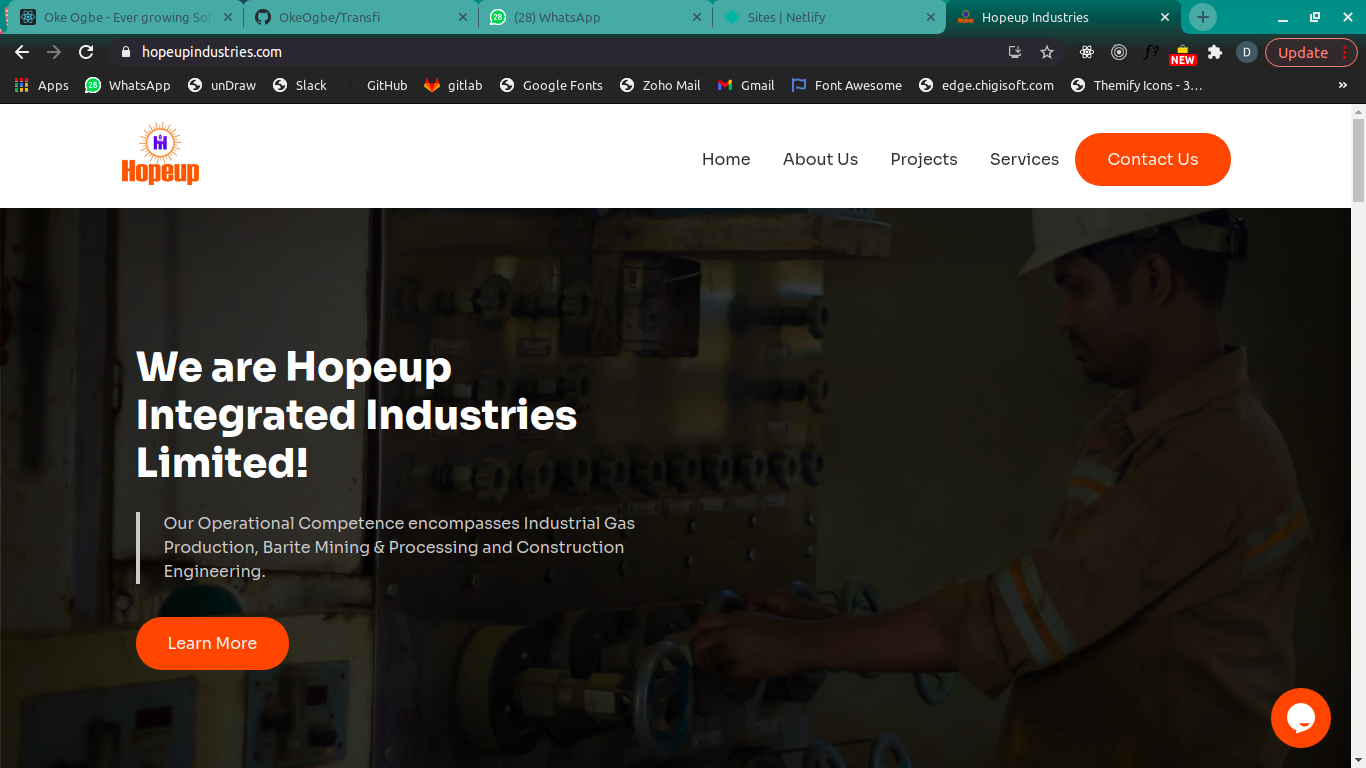 Oke Ogbe - Ever growing Sof
OkeOgbe/Transfi
(28) WhatsApp
Sites | Netlify
Hopeup Industries
hopeupindustries.com
f?
NEW
D
Update
Apps
28
WhatsApp
unDraw
Slack
GitHub
gitlab
Google Fonts
Zoho Mail
Gmail
Font Awesome
edge.chigisoft.com
Themify Icons - 3...
»
Hopeup
Home
About Us
Projects
Services
Contact Us
We are Hopeup
Integrated Industries
Limited!
Our Operational Competence encompasses Industrial Gas
Production, Barite Mining & Processing and Construction
Engineering.
Learn More